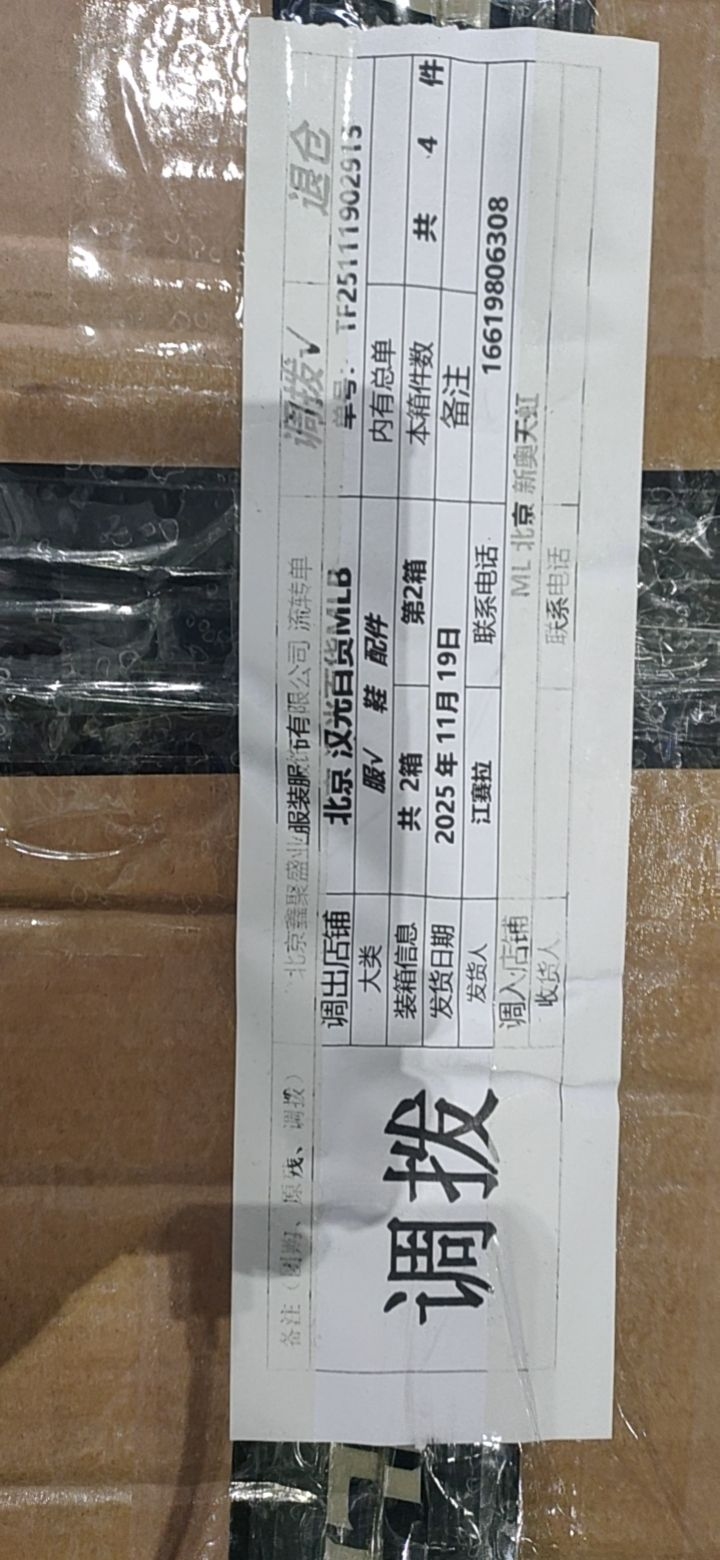 备注（团购、原残、调拨）
调拨
北京鑫聚盛业服装服饰有限公司 流转单 调拨√ 退仓
调出店铺 北京 汉光百货MLB 单号： TF25111902915
大类 服√ 鞋 配件 内有总单
装箱信息 共 2箱 第2箱 本箱件数 共 4 件
发货日期 2025 年 11月 19日 备注
发货人 江赛拉 联系电话 16619806308
调入店铺 ML 北京 新奥天虹
收货人 联系电话